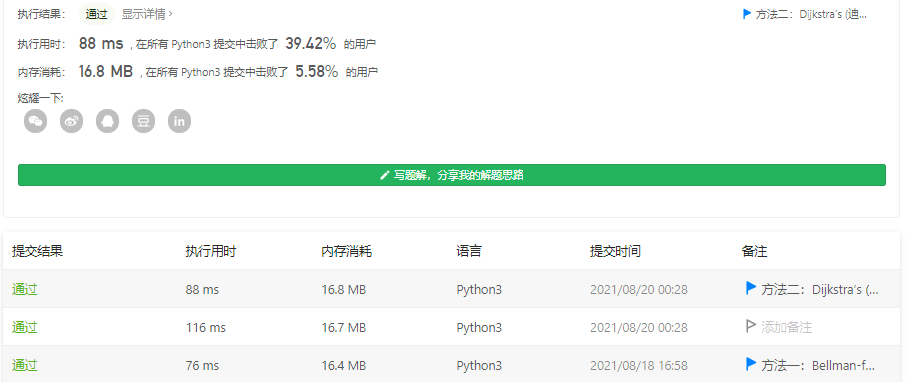 执行结果： 通过 显示详情 › 方法二：Dijkstra's (迪...
执行用时： 88 ms , 在所有 Python3 提交中击败了 39.42% 的用户
内存消耗： 16.8 MB , 在所有 Python3 提交中击败了 5.58% 的用户
炫耀一下:
豆 in
写题解，分享我的解题思路
提交结果 执行用时 内存消耗 语言 提交时间 备注
通过 88 ms 16.8 MB Python3 2021/08/20 00:28 方法二：Dijkstra's (...
通过 116 ms 16.7 MB Python3 2021/08/20 00:28 添加备注
通过 76 ms 16.4 MB Python3 2021/08/18 16:58 方法一：Bellman-f...